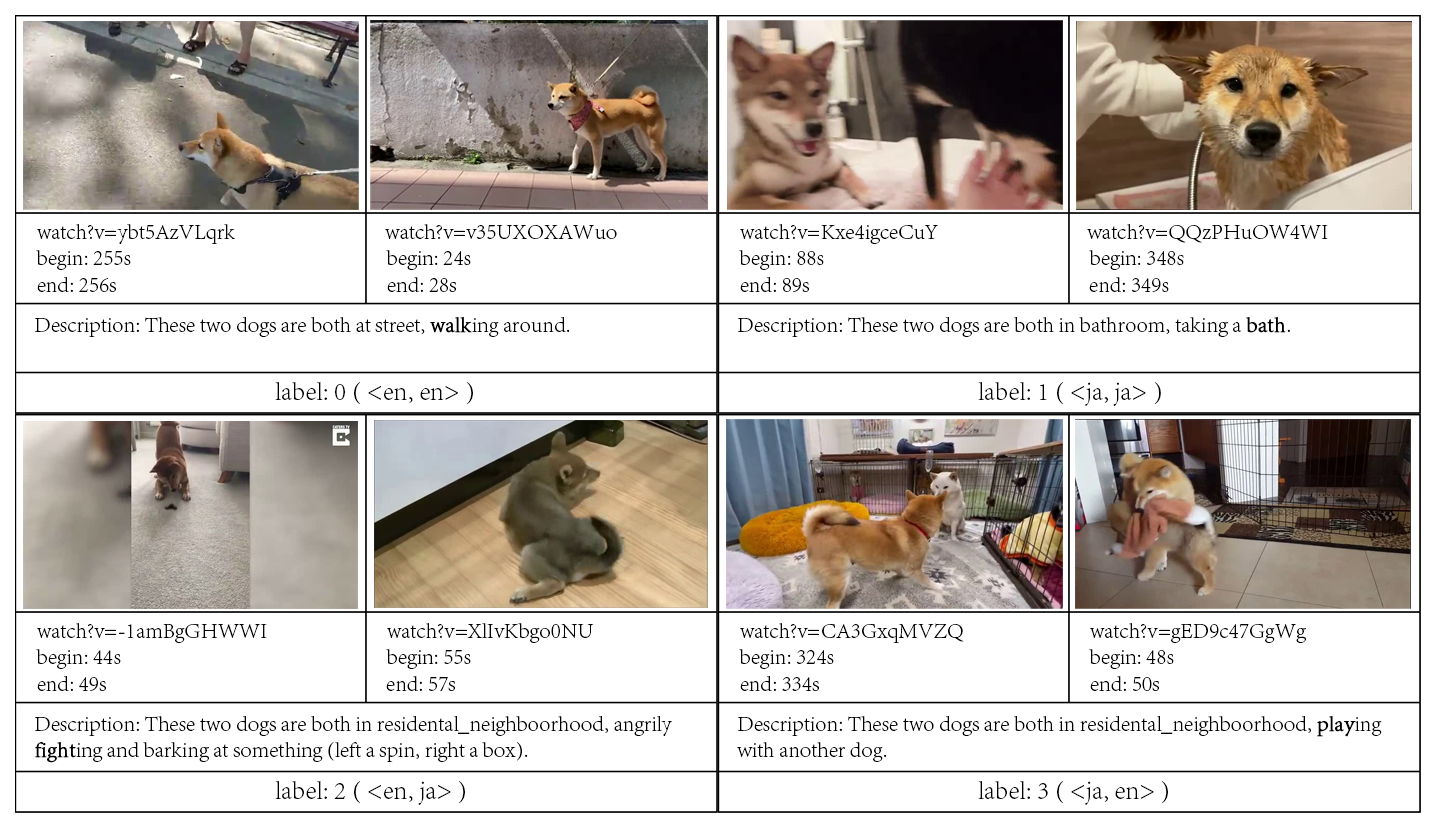 watch?v=ybt5AzVLqrk
begin: 255s
end: 256s
watch?v=v35UXOXAWuo
begin: 24s
end: 28s
watch?v=Kxe4igceCuY
begin: 88s
end: 89s
watch?v=QQzPHuOW4WI
begin: 348s
end: 349s
Description: These two dogs are both at street, walking around.
Description: These two dogs are both in bathroom, taking a bath.
label: 0 ( <en, en> )
label: 1 ( <ja, ja> )
watch?v=-1amBgGHWWI
begin: 44s
end: 49s
watch?v=XlIvKbgo0NU
begin: 55s
end: 57s
watch?v=CA3GxqMVZQ
begin: 324s
end: 334s
watch?v=gED9c47GgWg
begin: 48s
end: 50s
Description: These two dogs are both in residental_neighboorhood, angrily
fighting and barking at something (left a spin, right a box).
Description: These two dogs are both in residental_neighboorhood, playing
with another dog.
label: 2 ( <en, ja> )
label: 3 ( <ja, en> )